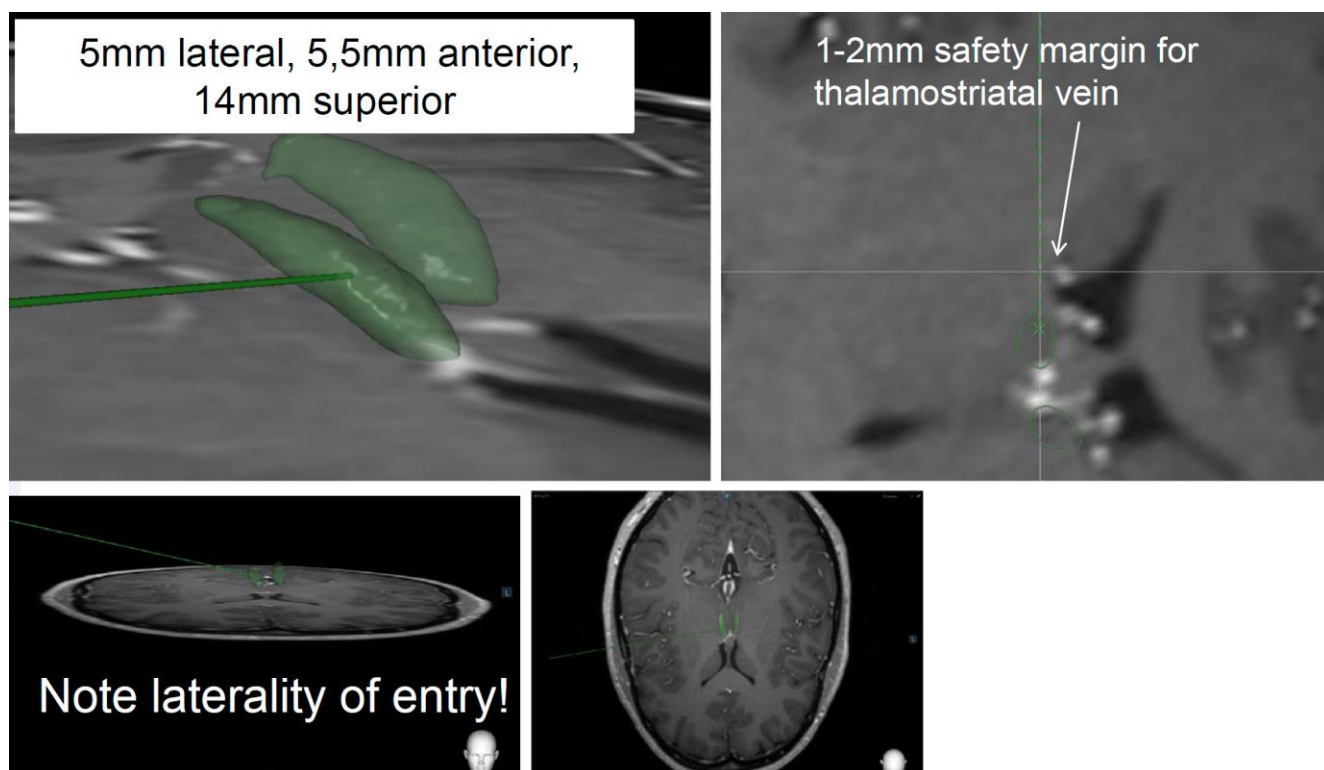 5mm lateral, 5,5mm anterior,
14mm superior
1-2mm safety margin for
thalamostriatal vein
L
Note laterality of entry!
L